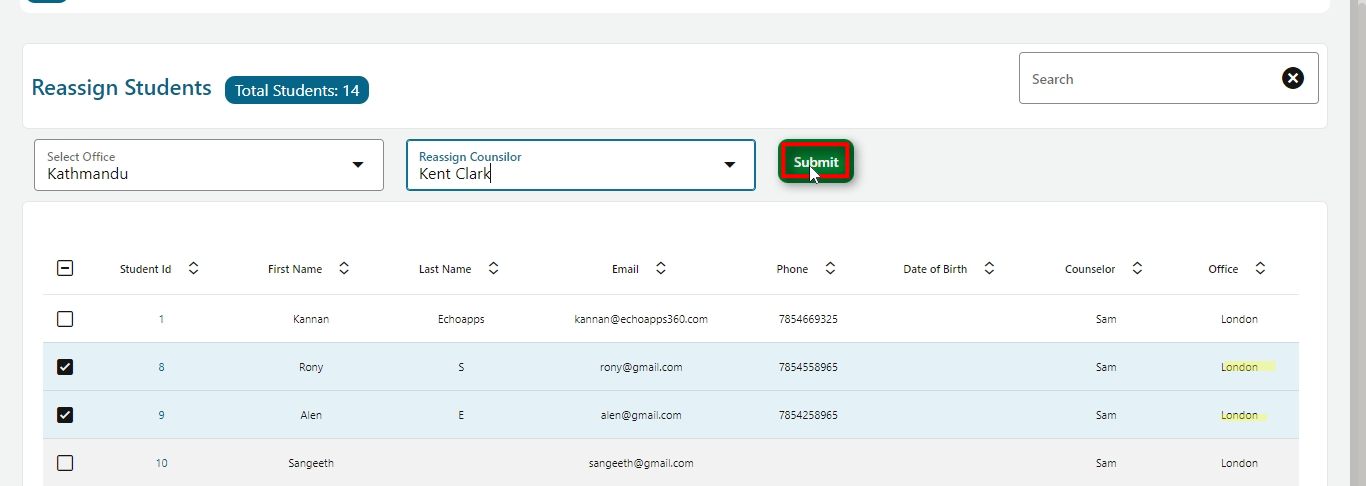 Reassign Students Total Students: 14 Search
Select Office
Kathmandu
Reassign Counsilor
Kent Clark
Submit
Student Id First Name Last Name Email Phone Date of Birth Counselor Office
1 Kannan Echoapps kannan@echoapps360.com 7854669325 Sam London
8 Rony S rony@gmail.com 7854558965 Sam London
9 Alen E alen@gmail.com 7854258965 Sam London
10 Sangeeth sangeeth@gmail.com Sam London